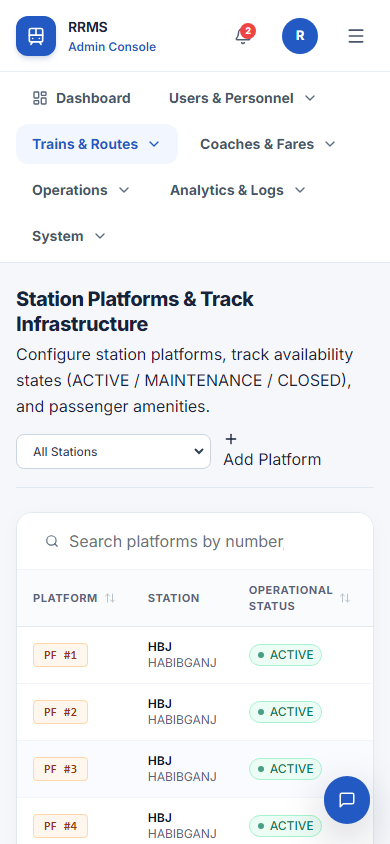 RRMS
Admin Console
2
R
Dashboard
Users & Personnel
Trains & Routes
Coaches & Fares
Operations
Analytics & Logs
System
Station Platforms & Track
Infrastructure
Configure station platforms, track availability
states (ACTIVE / MAINTENANCE / CLOSED),
and passenger amenities.
All Stations
+
Add Platform
Search platforms by number
PLATFORM
STATION
OPERATIONAL
STATUS
PF #1
HBJ
HABIBGANJ
ACTIVE
PF #2
HBJ
HABIBGANJ
ACTIVE
PF #3
HBJ
HABIBGANJ
ACTIVE
PF #4
HBJ
HABIBGANJ
ACTIVE